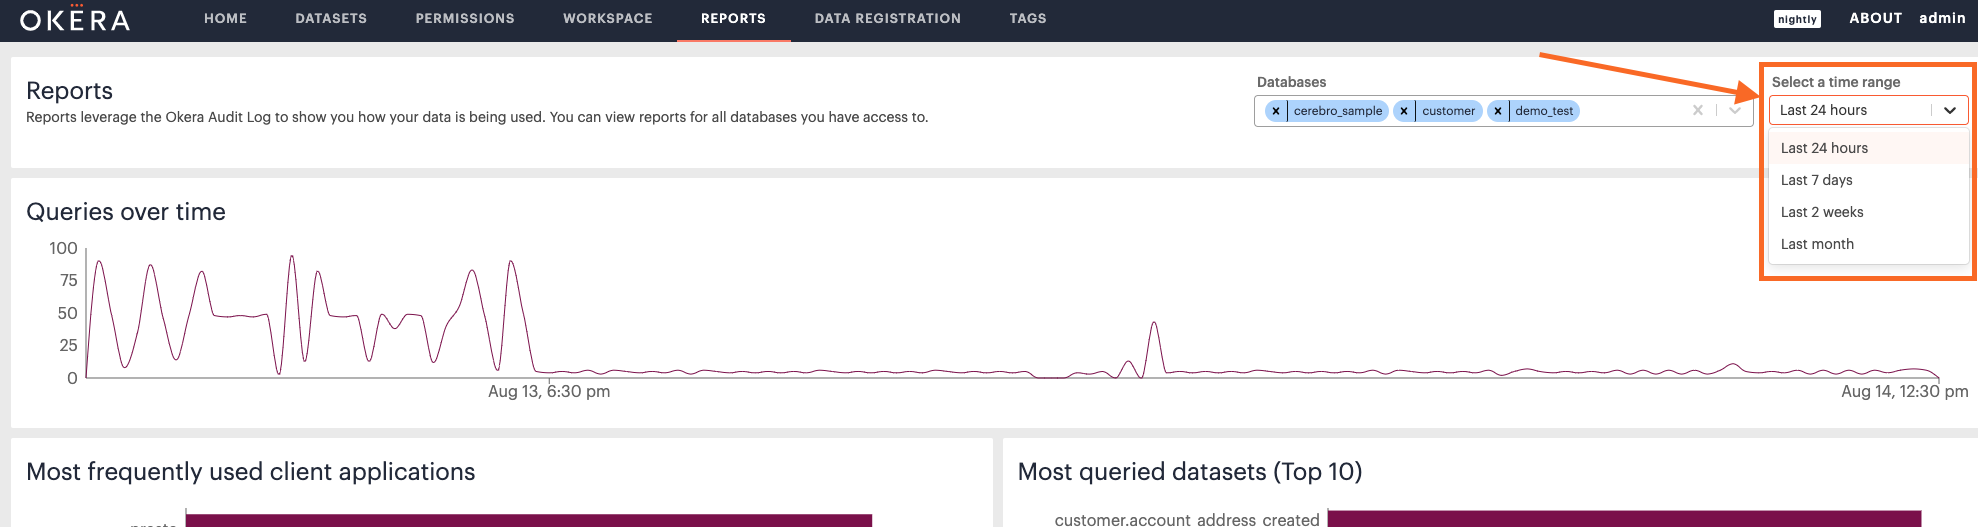 OKERA HOME DATASETS PERMISSIONS WORKSPACE REPORTS DATA REGISTRATION TAGS nightly ABOUT admin
Reports
Reports leverage the Okera Audit Log to show you how your data is being used. You can view reports for all databases you have access to.
Databases
× cerebro_sample × customer × demo_test ×
Select a time range
Last 24 hours
Last 24 hours
Last 7 days
Last 2 weeks
Last month
Queries over time
100
75
50
25
0
Aug 13, 6:30 pm Aug 14, 12:30 pm
Most frequently used client applications
presto
Most queried datasets (Top 10)
customer.account_address_created